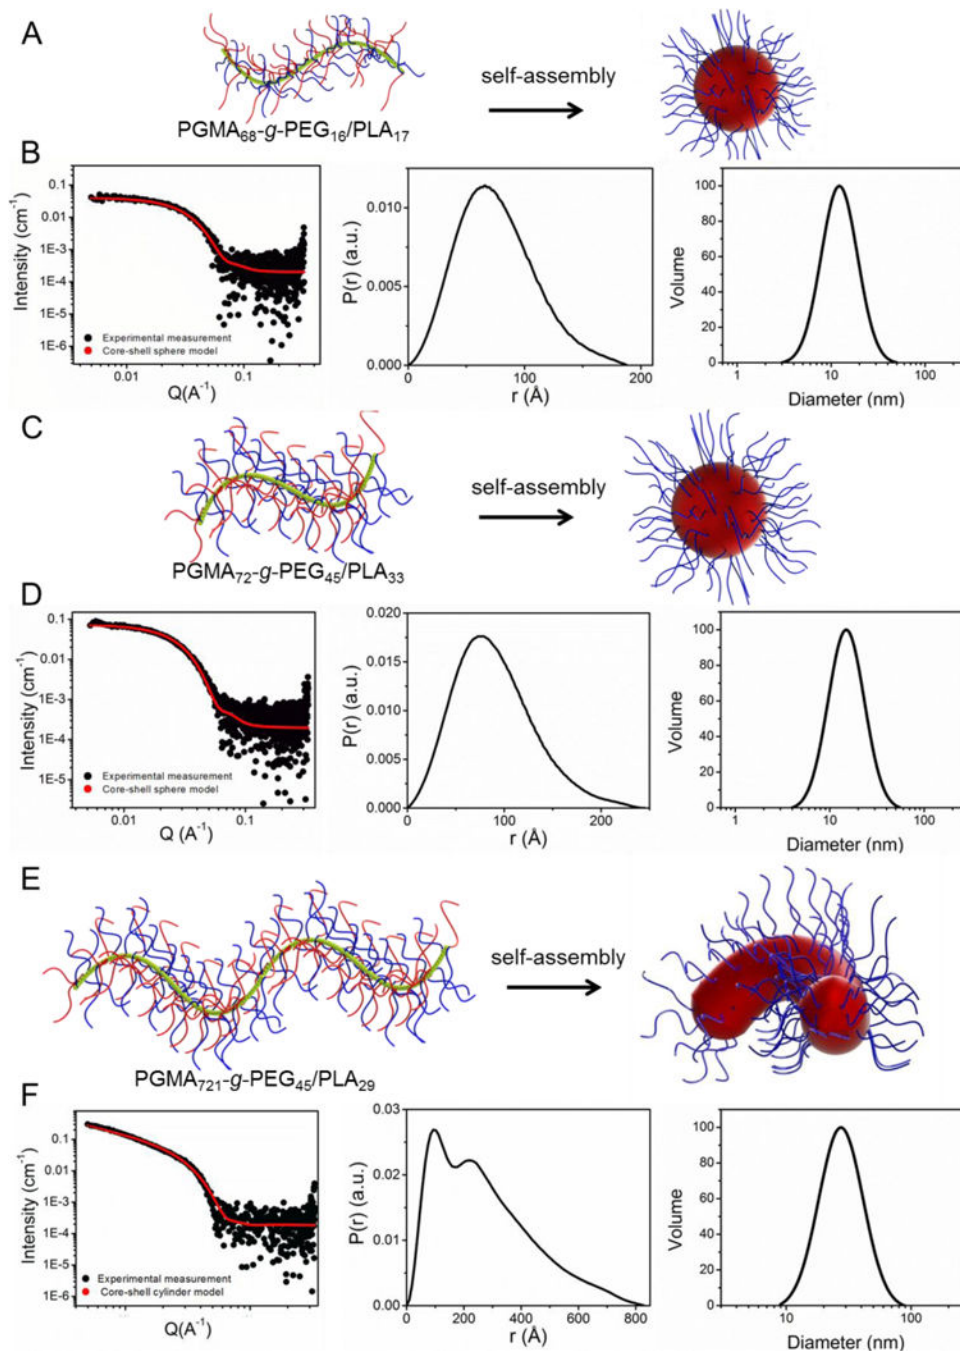 A
self-assembly
PGMA₆₈-g-PEG₁₆/PLA₁₇
B
Intensity (cm⁻¹)
0.1
0.01
1E-3
1E-4
1E-5
1E-6
Experimental measurement
Core-shell sphere model
0.01
0.1
Q(A⁻¹)
P(r) (a.u.)
0.010
0.005
0.000
0
100
200
r (Å)
Volume
100
80
60
40
20
0
1
10
100
Diameter (nm)
C
self-assembly
PGMA₇₂-g-PEG₄₅/PLA₃₃
D
Intensity (cm⁻¹)
0.1
0.01
1E-3
1E-4
1E-5
Experimental measurement
Core-shell sphere model
0.01
0.1
Q (A⁻¹)
P(r) (a.u.)
0.020
0.015
0.010
0.005
0.000
0
100
200
r (Å)
Volume
100
80
60
40
20
0
1
10
100
Diameter (nm)
E
self-assembly
PGMA₇₂₁-g-PEG₄₅/PLA₂₉
F
Intensity (cm⁻¹)
0.1
0.01
1E-3
1E-4
1E-5
1E-6
Experimental measurement
Core-shell cylinder model
0.01
0.1
Q(A⁻¹)
P(r) (a.u.)
0.03
0.02
0.01
0.00
0
200
400
600
800
r (Å)
Volume
100
80
60
40
20
0
10
100
Diameter (nm)